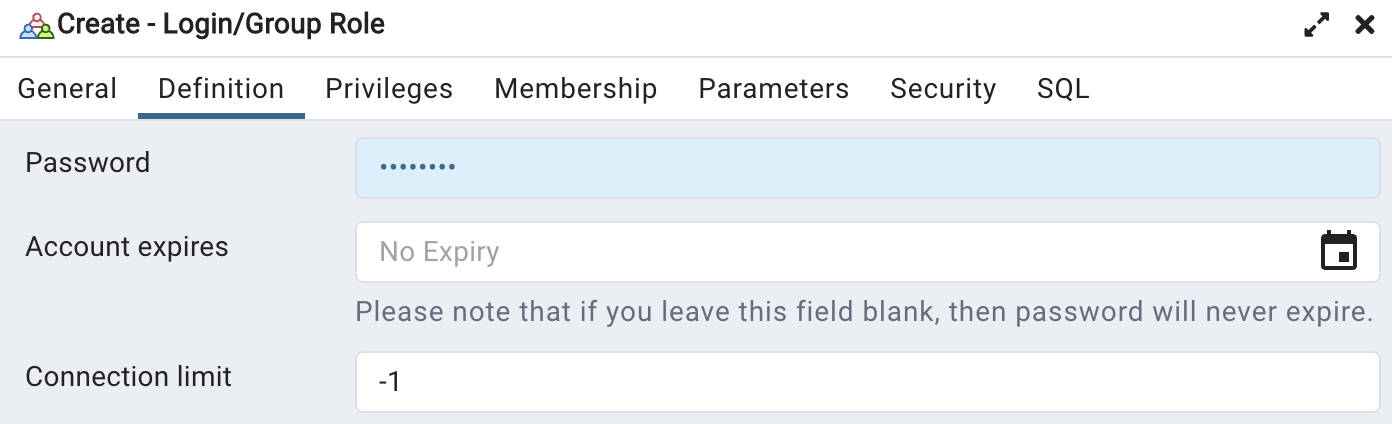 Create - Login/Group Role
General Definition Privileges Membership Parameters Security SQL
Password ••••••••
Account expires No Expiry
Please note that if you leave this field blank, then password will never expire.
Connection limit -1